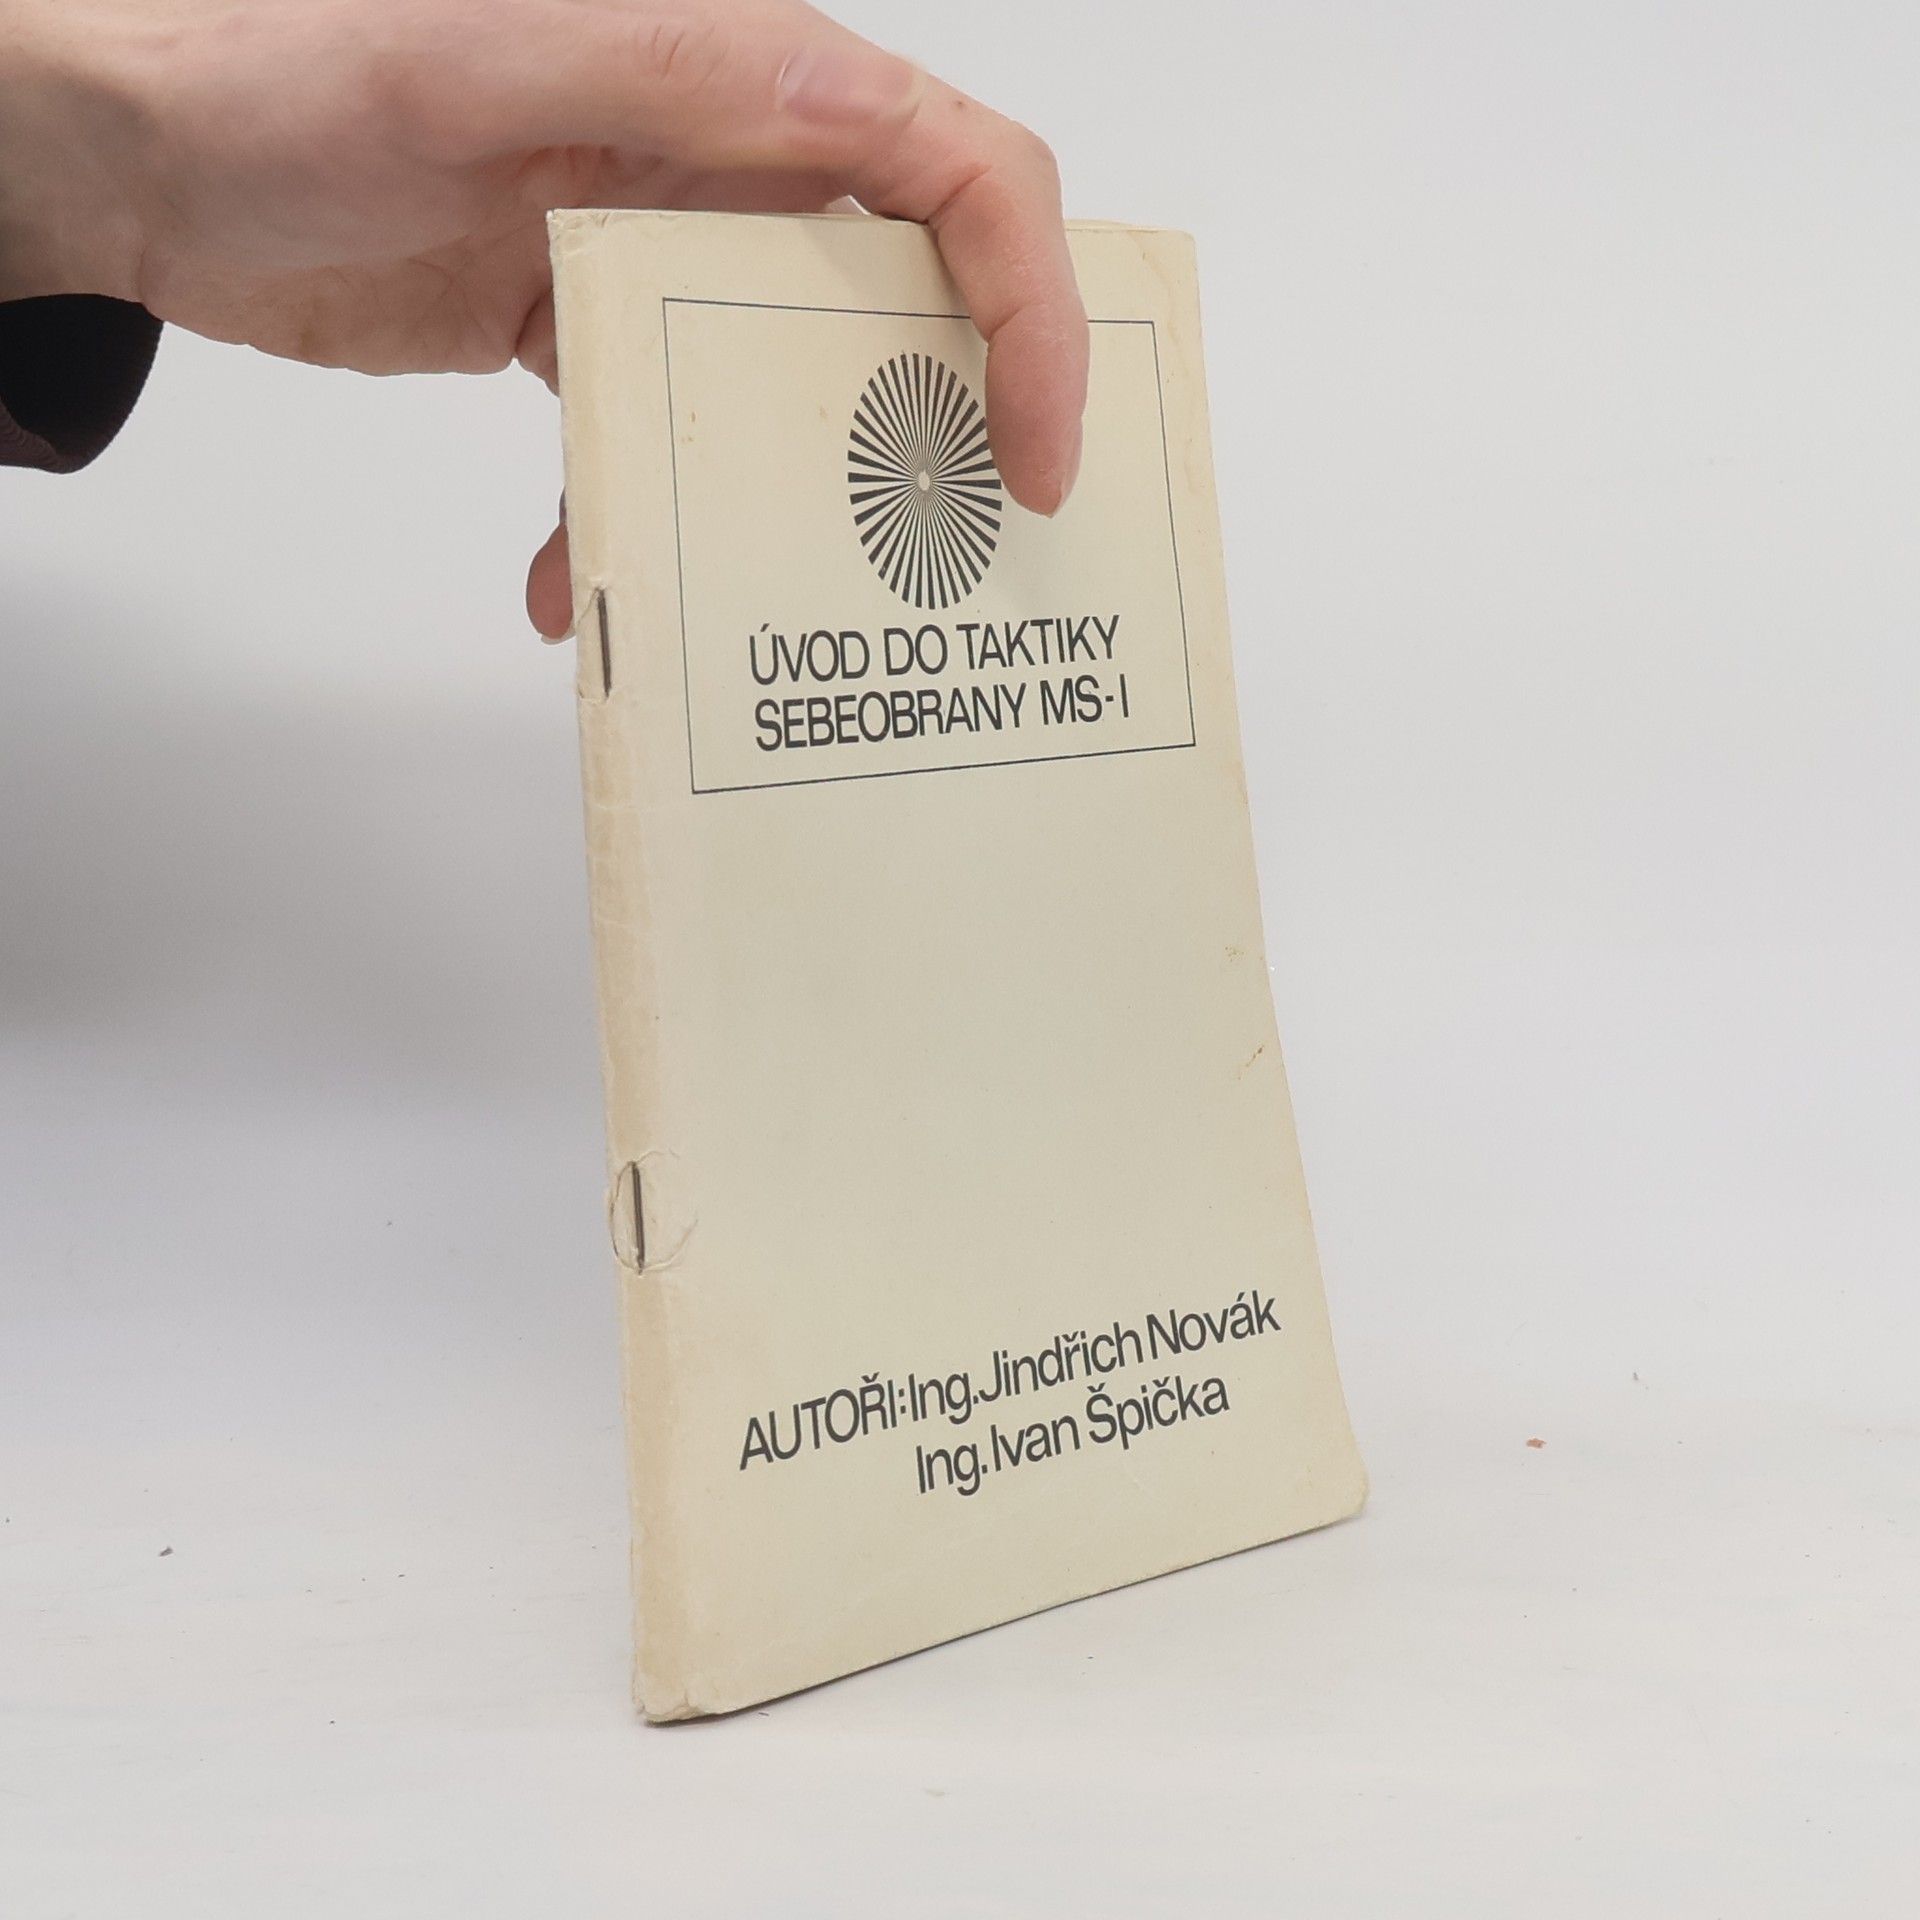 ÚVOD DO TAKTIKY
SEBEOBRANY MS-I
AUTOŘI:Ing.Jindřich Novák
Ing.Ivan Špička